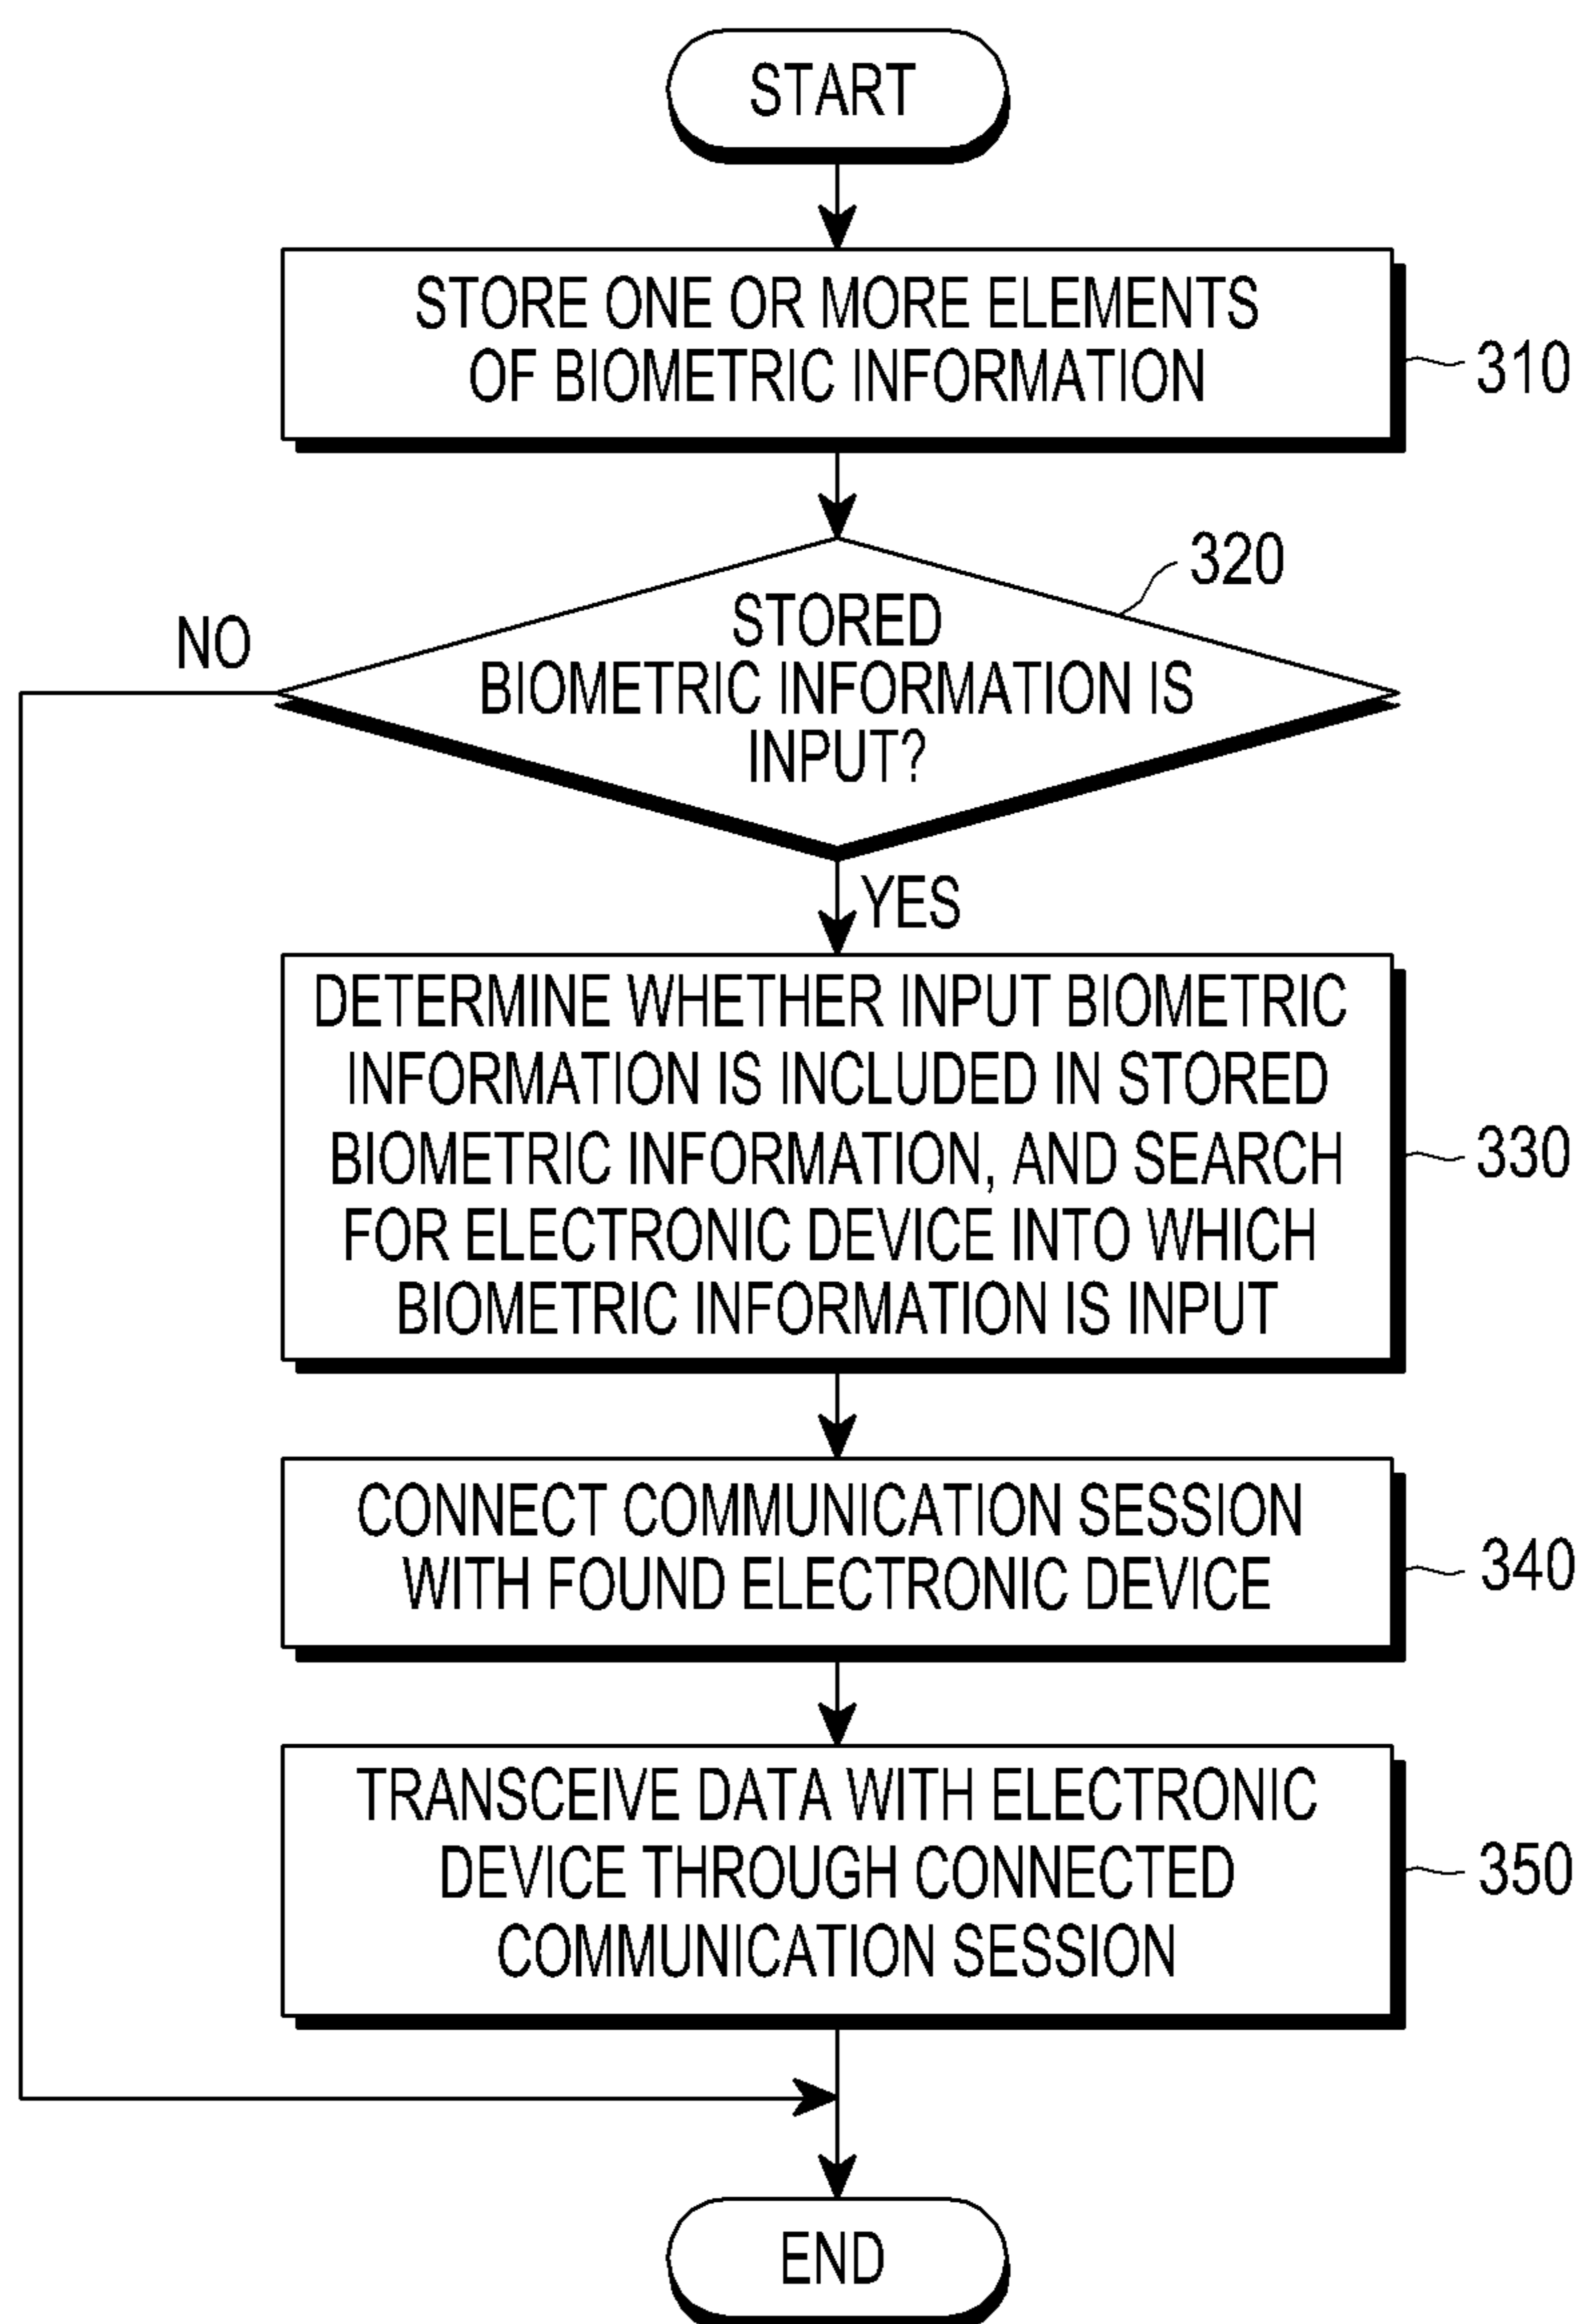 START
STORE ONE OR MORE ELEMENTS
OF BIOMETRIC INFORMATION
310
320
NO
STORED
BIOMETRIC INFORMATION IS
INPUT?
YES
DETERMINE WHETHER INPUT BIOMETRIC
INFORMATION IS INCLUDED IN STORED
BIOMETRIC INFORMATION, AND SEARCH
FOR ELECTRONIC DEVICE INTO WHICH
BIOMETRIC INFORMATION IS INPUT
330
CONNECT COMMUNICATION SESSION
WITH FOUND ELECTRONIC DEVICE
340
TRANSCEIVE DATA WITH ELECTRONIC
DEVICE THROUGH CONNECTED
COMMUNICATION SESSION
350
END